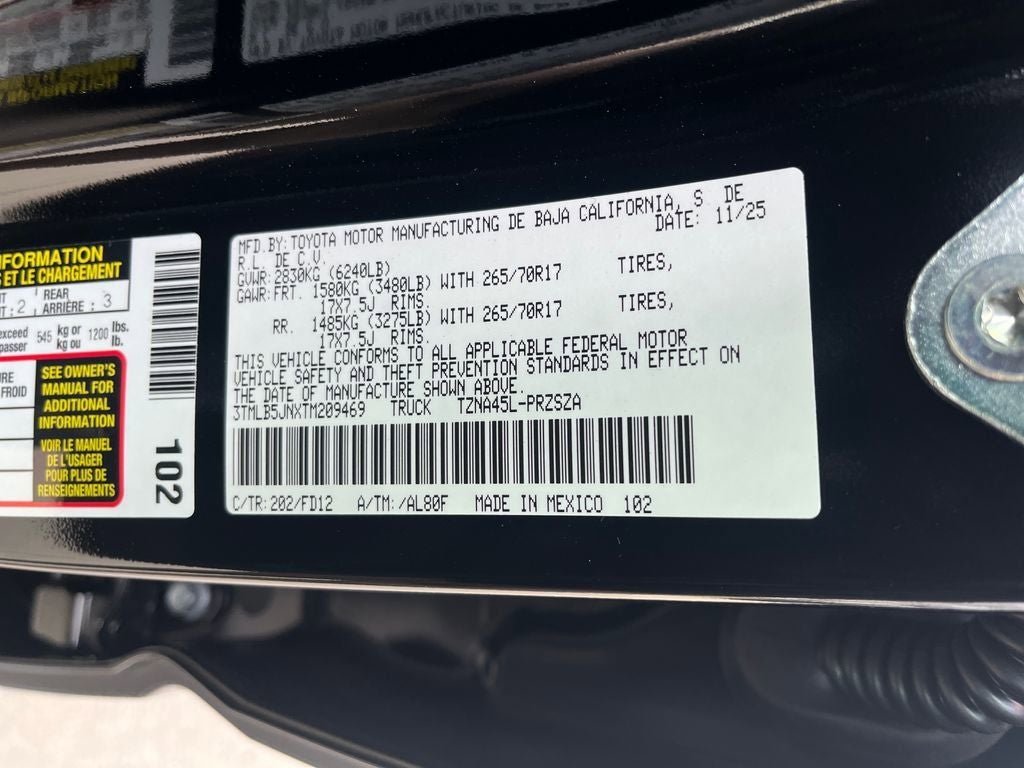 NFORMATION
S ET LE CHARGEMENT
2 | REAR ARRIÈRE : 3
exceed 545 kg or 1200 lbs.
passer kg ou lb.
URE
FROID
SEE OWNER'S
MANUAL FOR
ADDITIONAL
INFORMATION
VOIR LE MANUEL
DE L'USAGER
POUR PLUS DE
RENSEIGNEMENTS
102
MFD.BY:TOYOTA MOTOR MANUFACTURING DE BAJA CALIFORNIA, S DE
R.L. DE C.V. DATE: 11/25
GVWR:2830KG (6240LB)
GAWR:FRT. 1580KG (3480LB) WITH 265/70R17 TIRES,
17X7.5J RIMS.
RR. 1485KG (3275LB) WITH 265/70R17 TIRES,
17X7.5J RIMS.
THIS VEHICLE CONFORMS TO ALL APPLICABLE FEDERAL MOTOR
VEHICLE SAFETY AND THEFT PREVENTION STANDARDS IN EFFECT ON
THE DATE OF MANUFACTURE SHOWN ABOVE.
3TMLB5JNXTM209469 TRUCK TZNA45L-PRZSZA
C/TR:202/FD12 A/TM:/AL80F MADE IN MEXICO 102